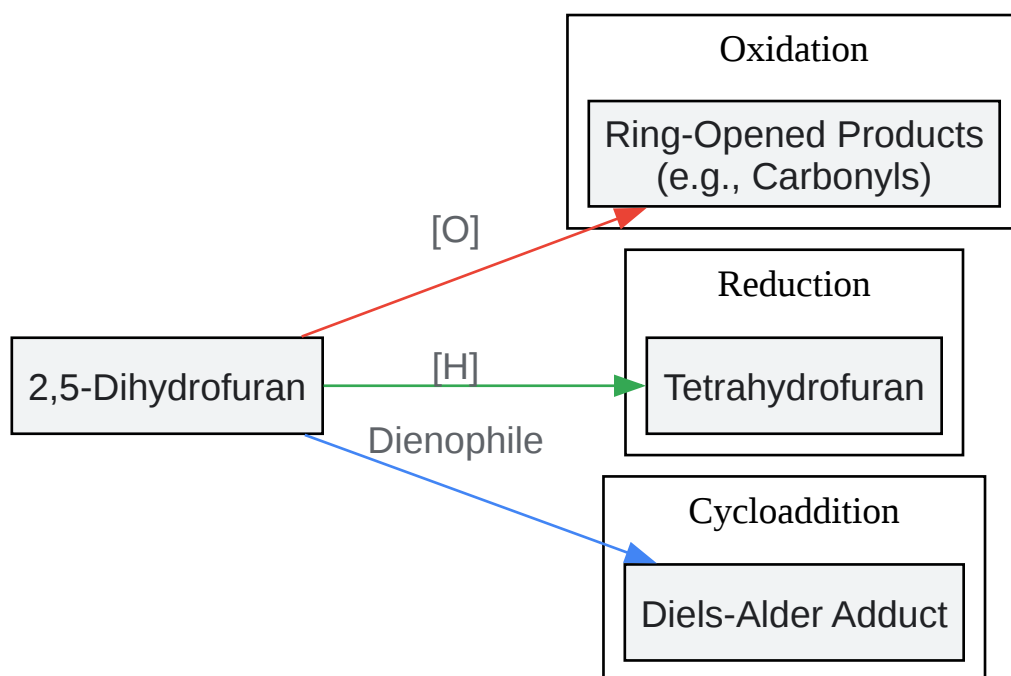 Oxidation
Ring-Opened Products
(e.g., Carbonyls)
[O]
Reduction
2,5-Dihydrofuran
[H]
Tetrahydrofuran
Dienophile
Cycloaddition
Diels-Alder Adduct